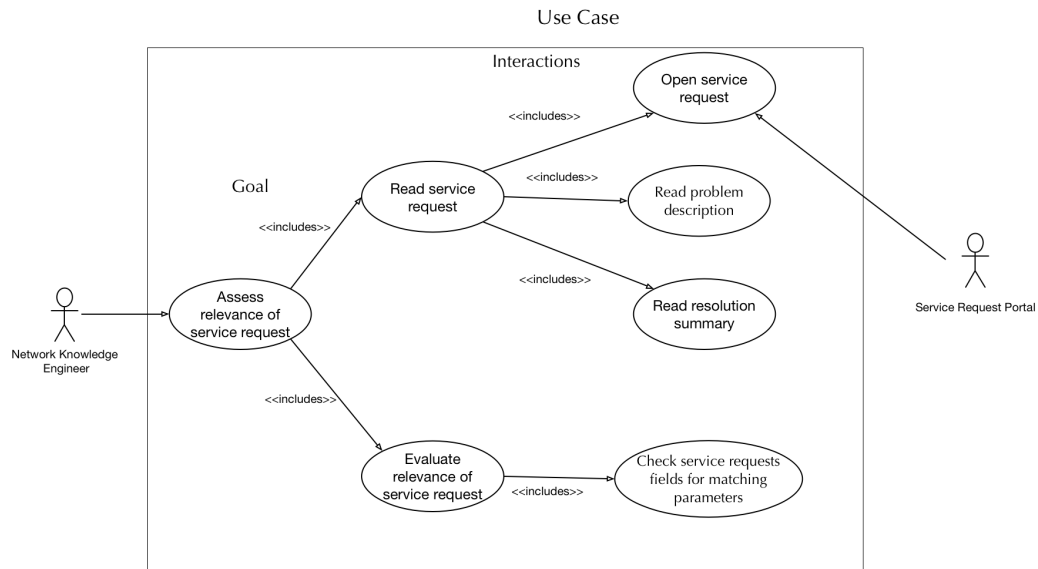 Use Case
Interactions
Open service
request
<<includes>>
<<includes>>
Read problem
description
Goal
Read service
request
<<includes>>
<<includes>>
Read resolution
summary
Service Request Portal
Assess
relevance of
service request
Network Knowledge
Engineer
<<includes>>
Evaluate
relevance of
service request
<<includes>>
Check service requests
fields for matching
parameters